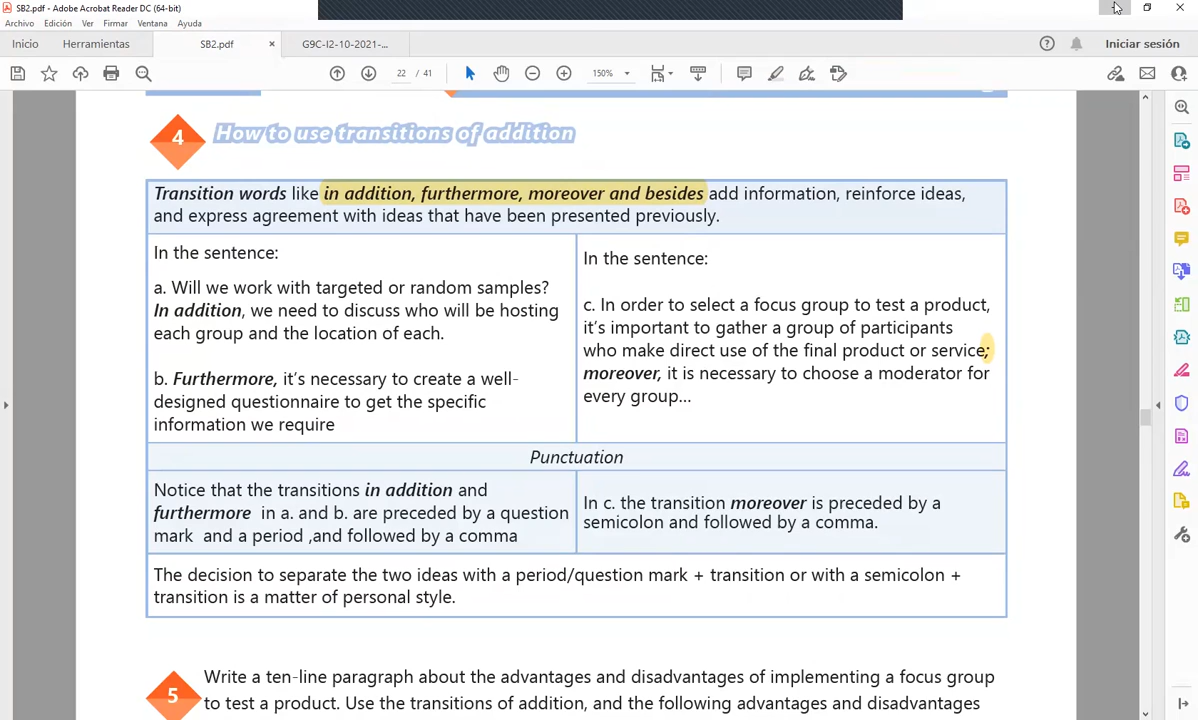 SB2.pdf - Adobe Acrobat Reader DC (64-bit)
Archivo Edición Ver Firmar Ventana Ayuda
Inicio Herramientas SB2.pdf × G9C-I2-10-2021-... Iniciar sesión
22 / 41 150%
4 How to use transitions of addition
Transition words like in addition, furthermore, moreover and besides add information, reinforce ideas,
and express agreement with ideas that have been presented previously.
In the sentence:
a. Will we work with targeted or random samples?
In addition, we need to discuss who will be hosting
each group and the location of each.
b. Furthermore, it's necessary to create a well-
designed questionnaire to get the specific
information we require
In the sentence:
c. In order to select a focus group to test a product,
it's important to gather a group of participants
who make direct use of the final product or service;
moreover, it is necessary to choose a moderator for
every group...
Punctuation
Notice that the transitions in addition and
furthermore in a. and b. are preceded by a question
mark and a period ,and followed by a comma
In c. the transition moreover is preceded by a
semicolon and followed by a comma.
The decision to separate the two ideas with a period/question mark + transition or with a semicolon +
transition is a matter of personal style.
5 Write a ten-line paragraph about the advantages and disadvantages of implementing a focus group
to test a product. Use the transitions of addition, and the following advantages and disadvantages